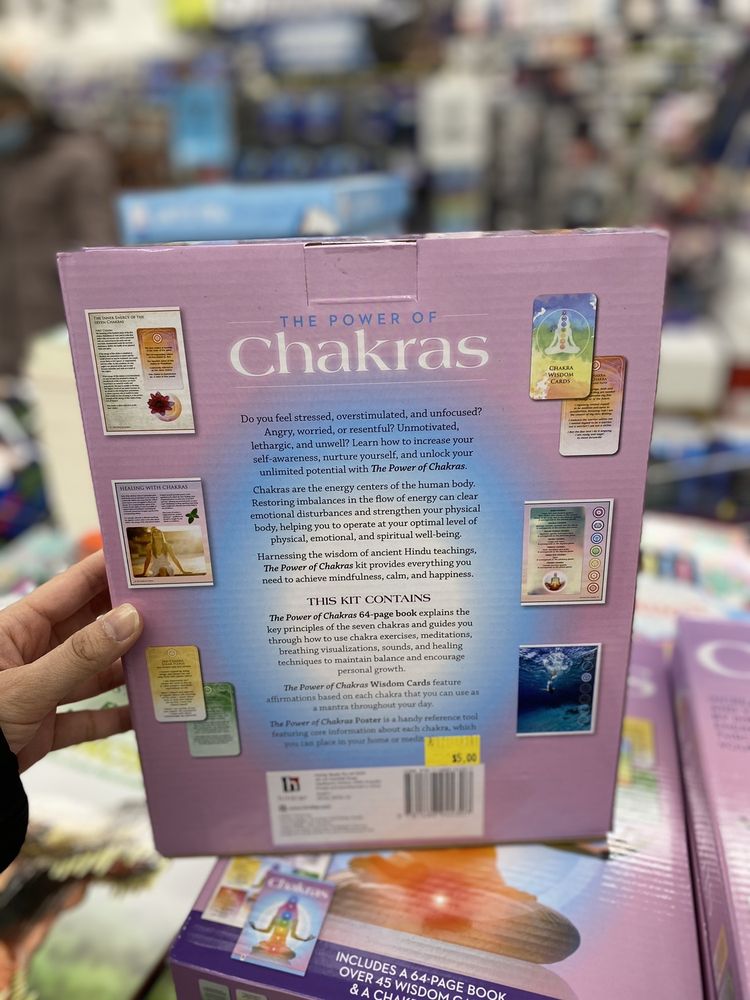 THE POWER OF
Chakras
Do you feel stressed, overstimulated, and unfocused?
Angry, worried, or resentful? Unmotivated,
lethargic, and unwell? Learn how to increase your
self-awareness, nurture yourself, and unlock your
unlimited potential with The Power of Chakras.
Chakras are the energy centers of the human body.
Restoring imbalances in the flow of energy can clear
emotional disturbances and strengthen your physical
body, helping you to operate at your optimal level of
physical, emotional, and spiritual well-being.
Harnessing the wisdom of ancient Hindu teachings,
The Power of Chakras kit provides everything you
need to achieve mindfulness, calm, and happiness.
THIS KIT CONTAINS
The Power of Chakras 64-page book explains the
key principles of the seven chakras and guides you
through how to use chakra exercises, meditations,
breathing visualizations, sounds, and healing
techniques to maintain balance and encourage
personal growth.
The Power of Chakras Wisdom Cards feature
affirmations based on each chakra that you can use as
a mantra throughout your day.
The Power of Chakras Poster is a handy reference tool
featuring core information about each chakra, which
you can place in your home or
$5.00
THE INNER ENERGY OF THE
SEVEN CHAKRAS
HEALING WITH CHAKRAS
CHAKRA
WISDOM
CARDS
Chakras
INCLUDES A 64-PAGE BOOK
OVER 45 WISDOM
& A